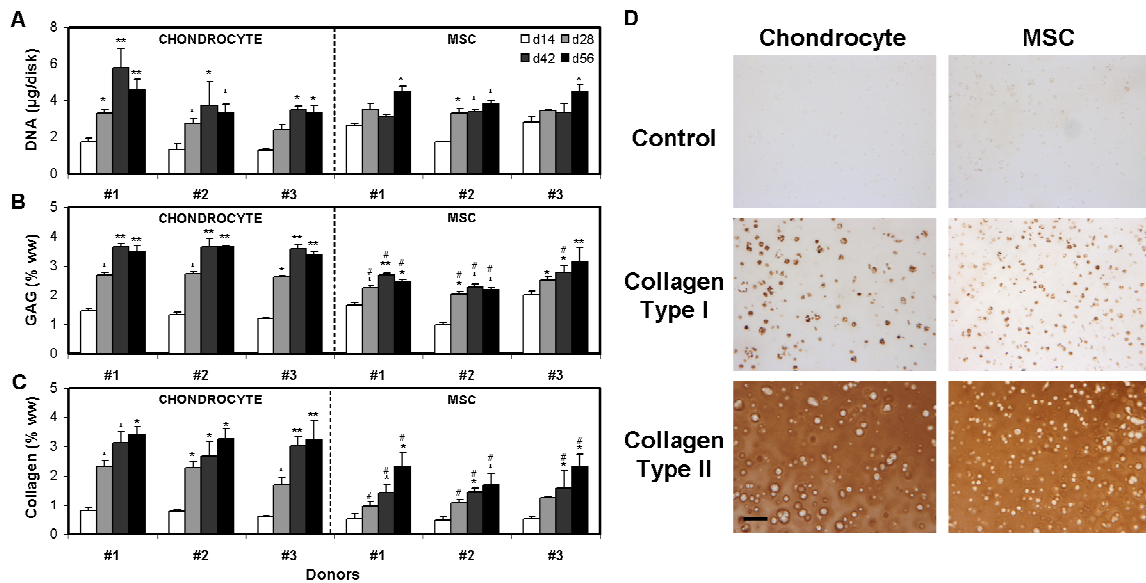 A
DNA (µg/disk)
8
6
4
2
0
CHONDROCYTE
MSC
d14
d28
d42
d56
#1
#2
#3
#1
#2
#3
B
GAG (% ww)
5
4
3
2
1
0
CHONDROCYTE
MSC
#1
#2
#3
#1
#2
#3
C
Collagen (% ww)
5
4
3
2
1
0
CHONDROCYTE
MSC
#1
#2
#3
#1
#2
#3
Donors
D
Chondrocyte
MSC
Control
Collagen
Type I
Collagen
Type II